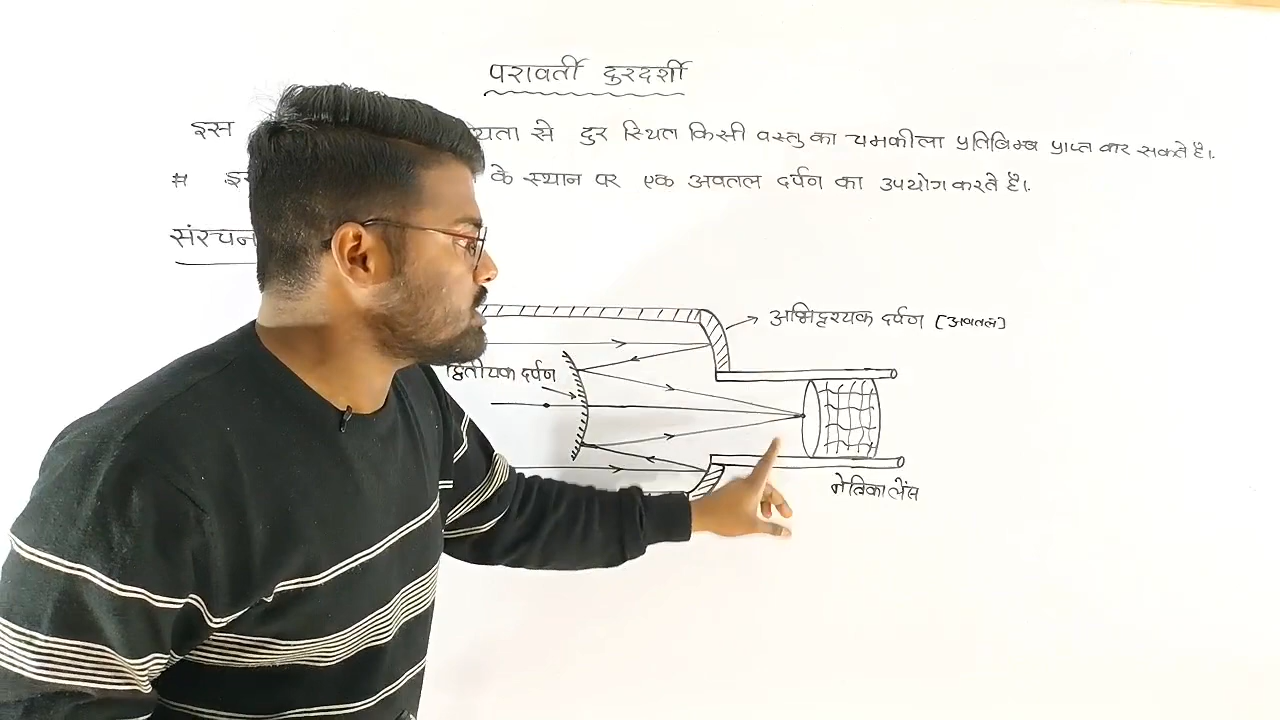 परावर्ती दुरदर्शी
इस यता से दुर स्थित किसी वस्तु का चमकीला प्रतिबिम्ब प्राप्त कर सकते है।
# इस के स्थान पर एक अवतल दर्पण का उपयोग करते है।
संरचन
अभिदृश्यक दर्पण (अवतल)
द्वितीयक दर्पण
नेत्रिका लेंस